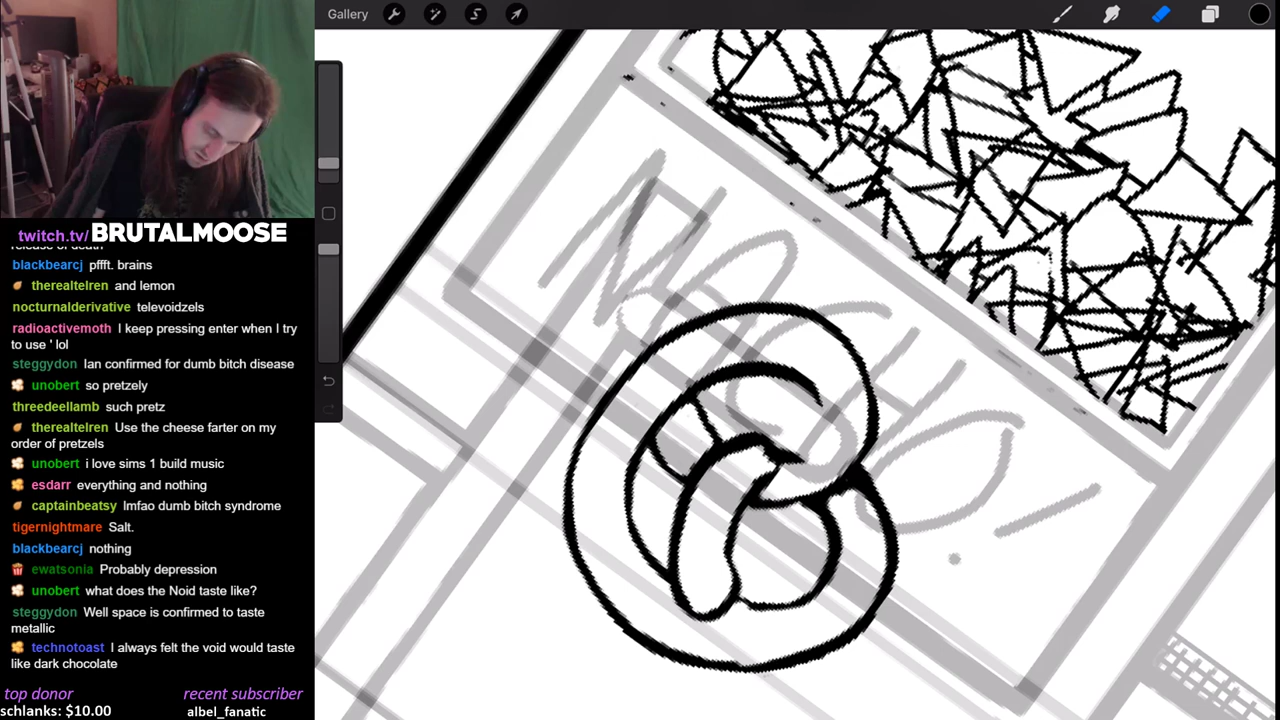 Gallery
NACHO!
twitch.tv/BRUTALMOOSE
release of death
blackbearcj pffft. brains
therealtelren and lemon
nocturnalderivative televoidzels
radioactivemoth I keep pressing enter when I try
to use ' lol
steggydon Ian confirmed for dumb bitch disease
unobert so pretzely
threedeellamb such pretz
therealtelren Use the cheese farter on my
order of pretzels
unobert i love sims 1 build music
esdarr everything and nothing
captainbeatsy lmfao dumb bitch syndrome
tigernightmare Salt.
blackbearcj nothing
ewatsonia Probably depression
unobert what does the Noid taste like?
steggydon Well space is confirmed to taste
metallic
technotoast I always felt the void would taste
like dark chocolate
top donor
schlanks: $10.00
recent subscriber
albel_fanatic